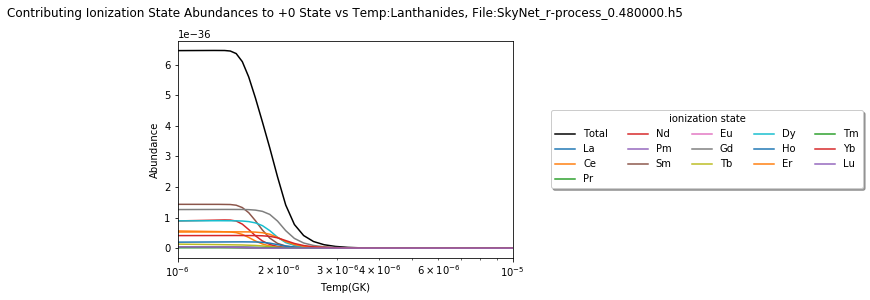 Contributing Ionization State Abundances to +0 State vs Temp:Lanthanides, File:SkyNet_r-process_0.480000.h5
1e−36
6
5
4
3
2
1
0
Abundance
10⁻⁶
2 × 10⁻⁶
3 × 10⁻⁶
4 × 10⁻⁶
6 × 10⁻⁶
10⁻⁵
Temp(GK)
ionization state
Total Nd Eu Dy Tm
La Pm Gd Ho Yb
Ce Sm Tb Er Lu
Pr